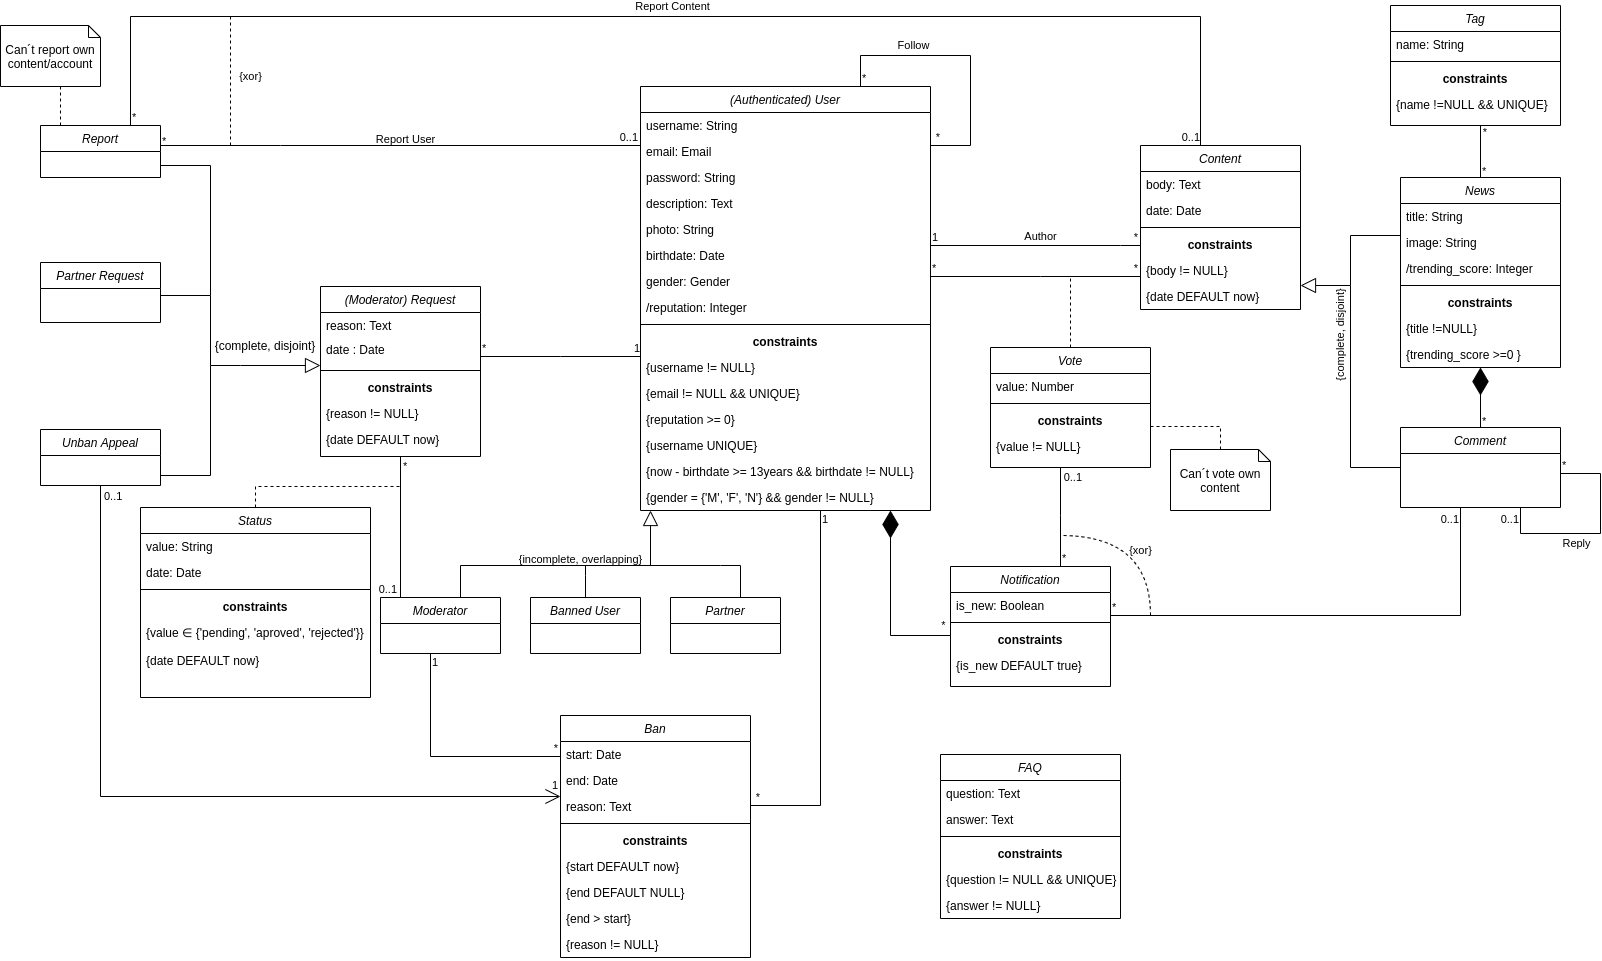 Report Content
Can´t report own
content/account
{xor}
*
Report
*
Report User
0..1
Follow
*
*
(Authenticated) User
username: String
email: Email
password: String
description: Text
photo: String
birthdate: Date
gender: Gender
/reputation: Integer
constraints
{username != NULL}
{email != NULL && UNIQUE}
{reputation >= 0}
{username UNIQUE}
{now - birthdate >= 13years && birthdate != NULL}
{gender = {'M', 'F', 'N'} && gender != NULL}
0..1
Content
body: Text
date: Date
constraints
{body != NULL}
{date DEFAULT now}
1
Author
*
*
*
Tag
name: String
constraints
{name !=NULL && UNIQUE}
*
*
News
title: String
image: String
/trending_score: Integer
constraints
{title !=NULL}
{trending_score >=0 }
{complete, disjoint}
*
Comment
*
0..1
0..1
Reply
Partner Request
(Moderator) Request
reason: Text
date : Date
constraints
{reason != NULL}
{date DEFAULT now}
*
1
{complete, disjoint}
Unban Appeal
0..1
*
Status
value: String
date: Date
constraints
{value ∈ {'pending', 'aproved', 'rejected'}}
{date DEFAULT now}
0..1
{incomplete, overlapping}
Moderator
Banned User
Partner
1
1
Vote
value: Number
constraints
{value != NULL}
Can´t vote own
content
0..1
{xor}
*
Notification
is_new: Boolean
constraints
{is_new DEFAULT true}
*
*
Ban
start: Date
end: Date
reason: Text
constraints
{start DEFAULT now}
{end DEFAULT NULL}
{end > start}
{reason != NULL}
*
1
*
FAQ
question: Text
answer: Text
constraints
{question != NULL && UNIQUE}
{answer != NULL}